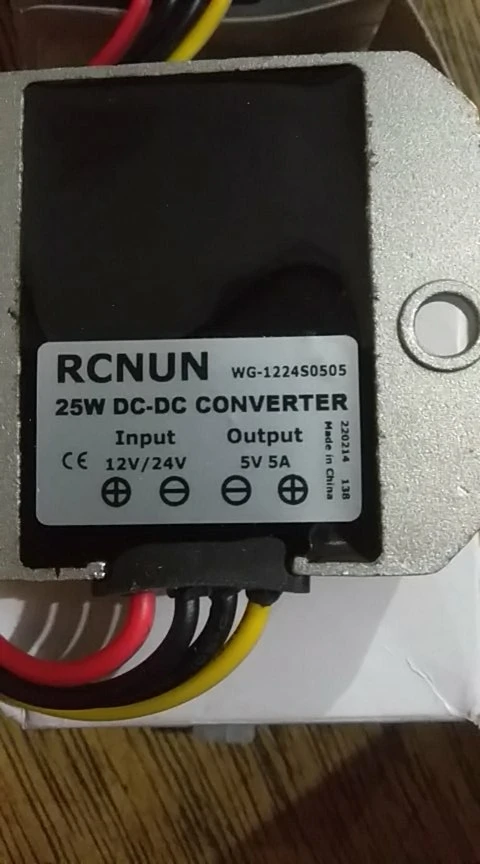 RCNUN WG-1224S0505
25W DC-DC CONVERTER
Input Output
CE 12V/24V 5V 5A
⊕ ⊖ ⊖ ⊕
220214 138
Made in China